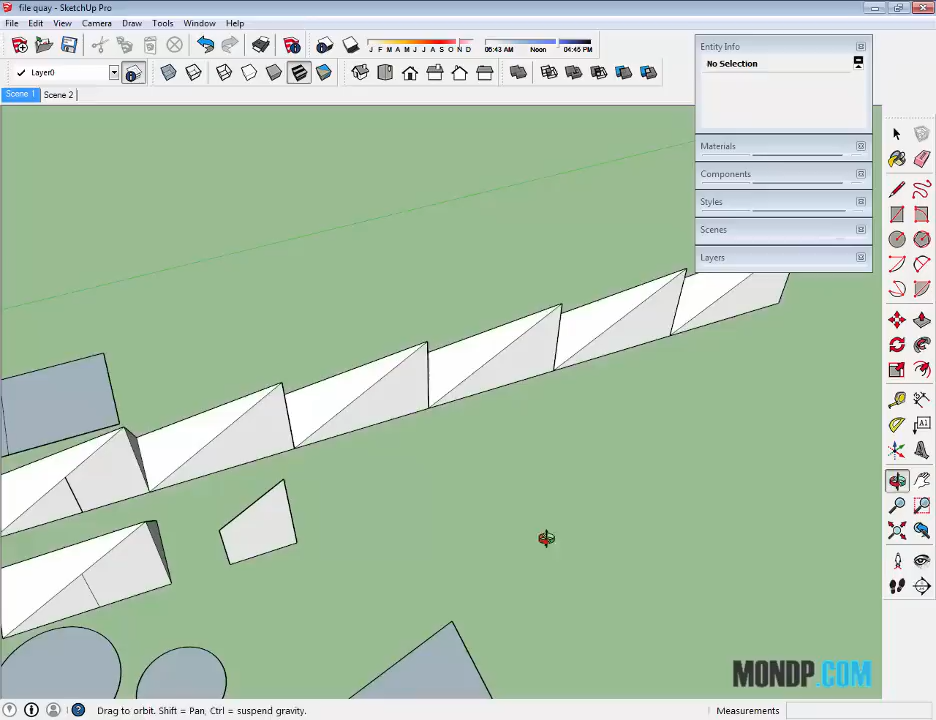 file quay - SketchUp Pro
File Edit View Camera Draw Tools Window Help
J F M A M J J A S O N D 06:43 AM Noon 04:45 PM
Layer0
Scene 1 Scene 2
Entity Info
No Selection
Materials
Components
Styles
Scenes
Layers
A1
MONDP.COM
Drag to orbit. Shift = Pan, Ctrl = suspend gravity.
Measurements